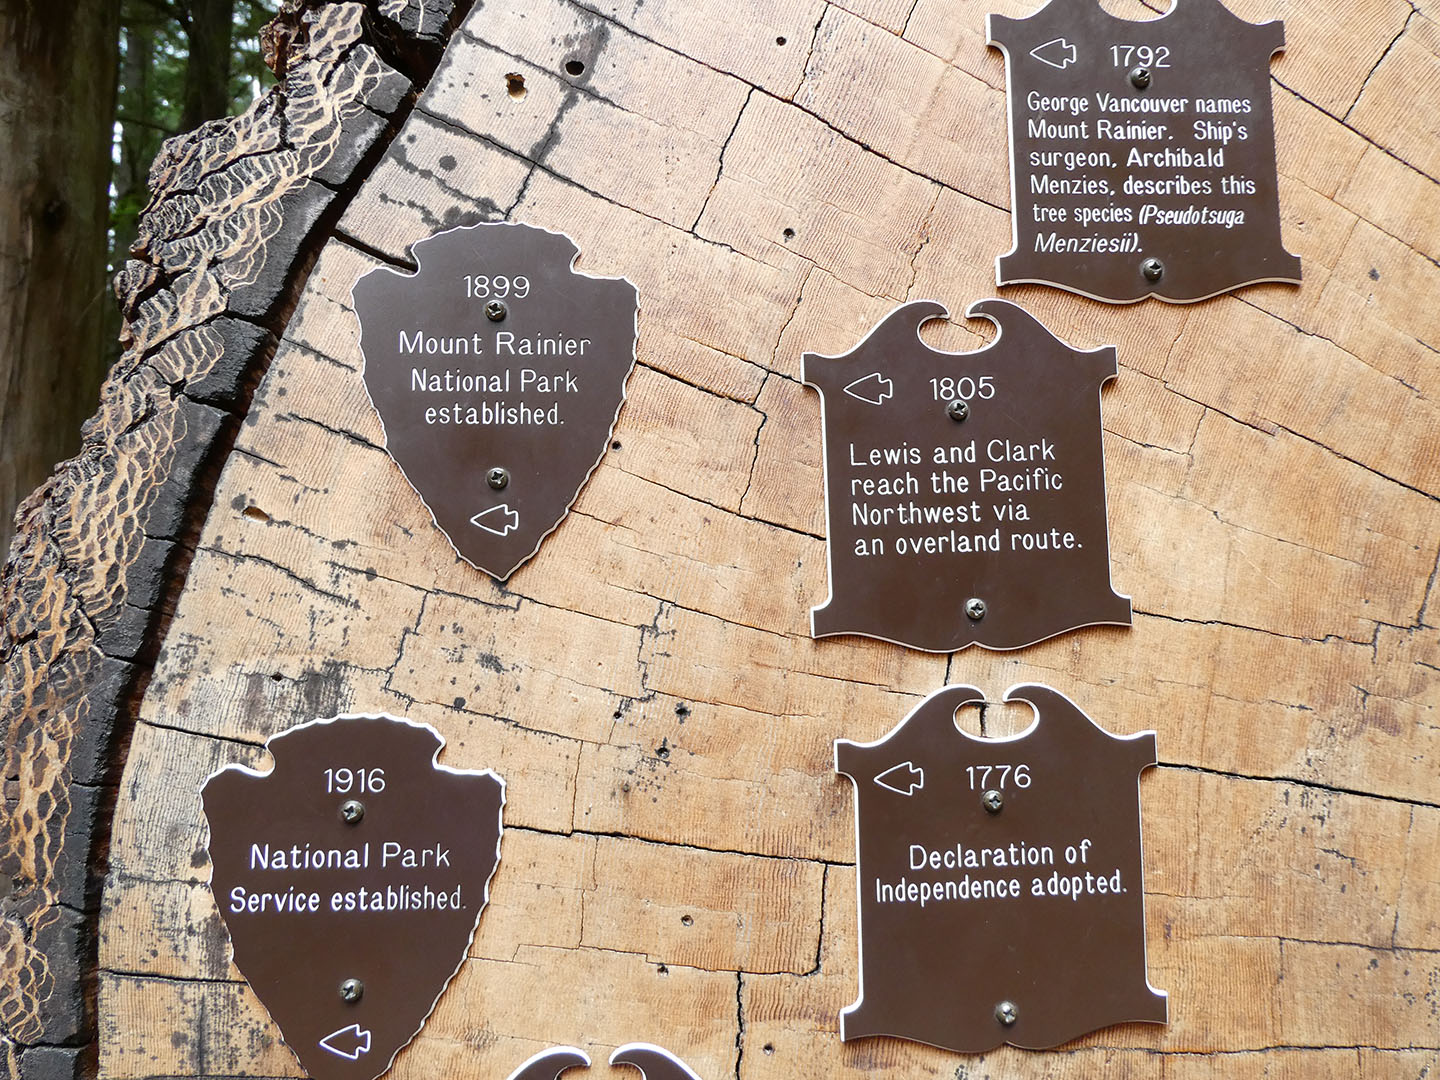 1792
George Vancouver names
Mount Rainier. Ship's
surgeon, Archibald
Menzies, describes this
tree species (Pseudotsuga
Menziesii).
1899
Mount Rainier
National Park
established.
1805
Lewis and Clark
reach the Pacific
Northwest via
an overland route.
1916
National Park
Service established.
1776
Declaration of
Independence adopted.